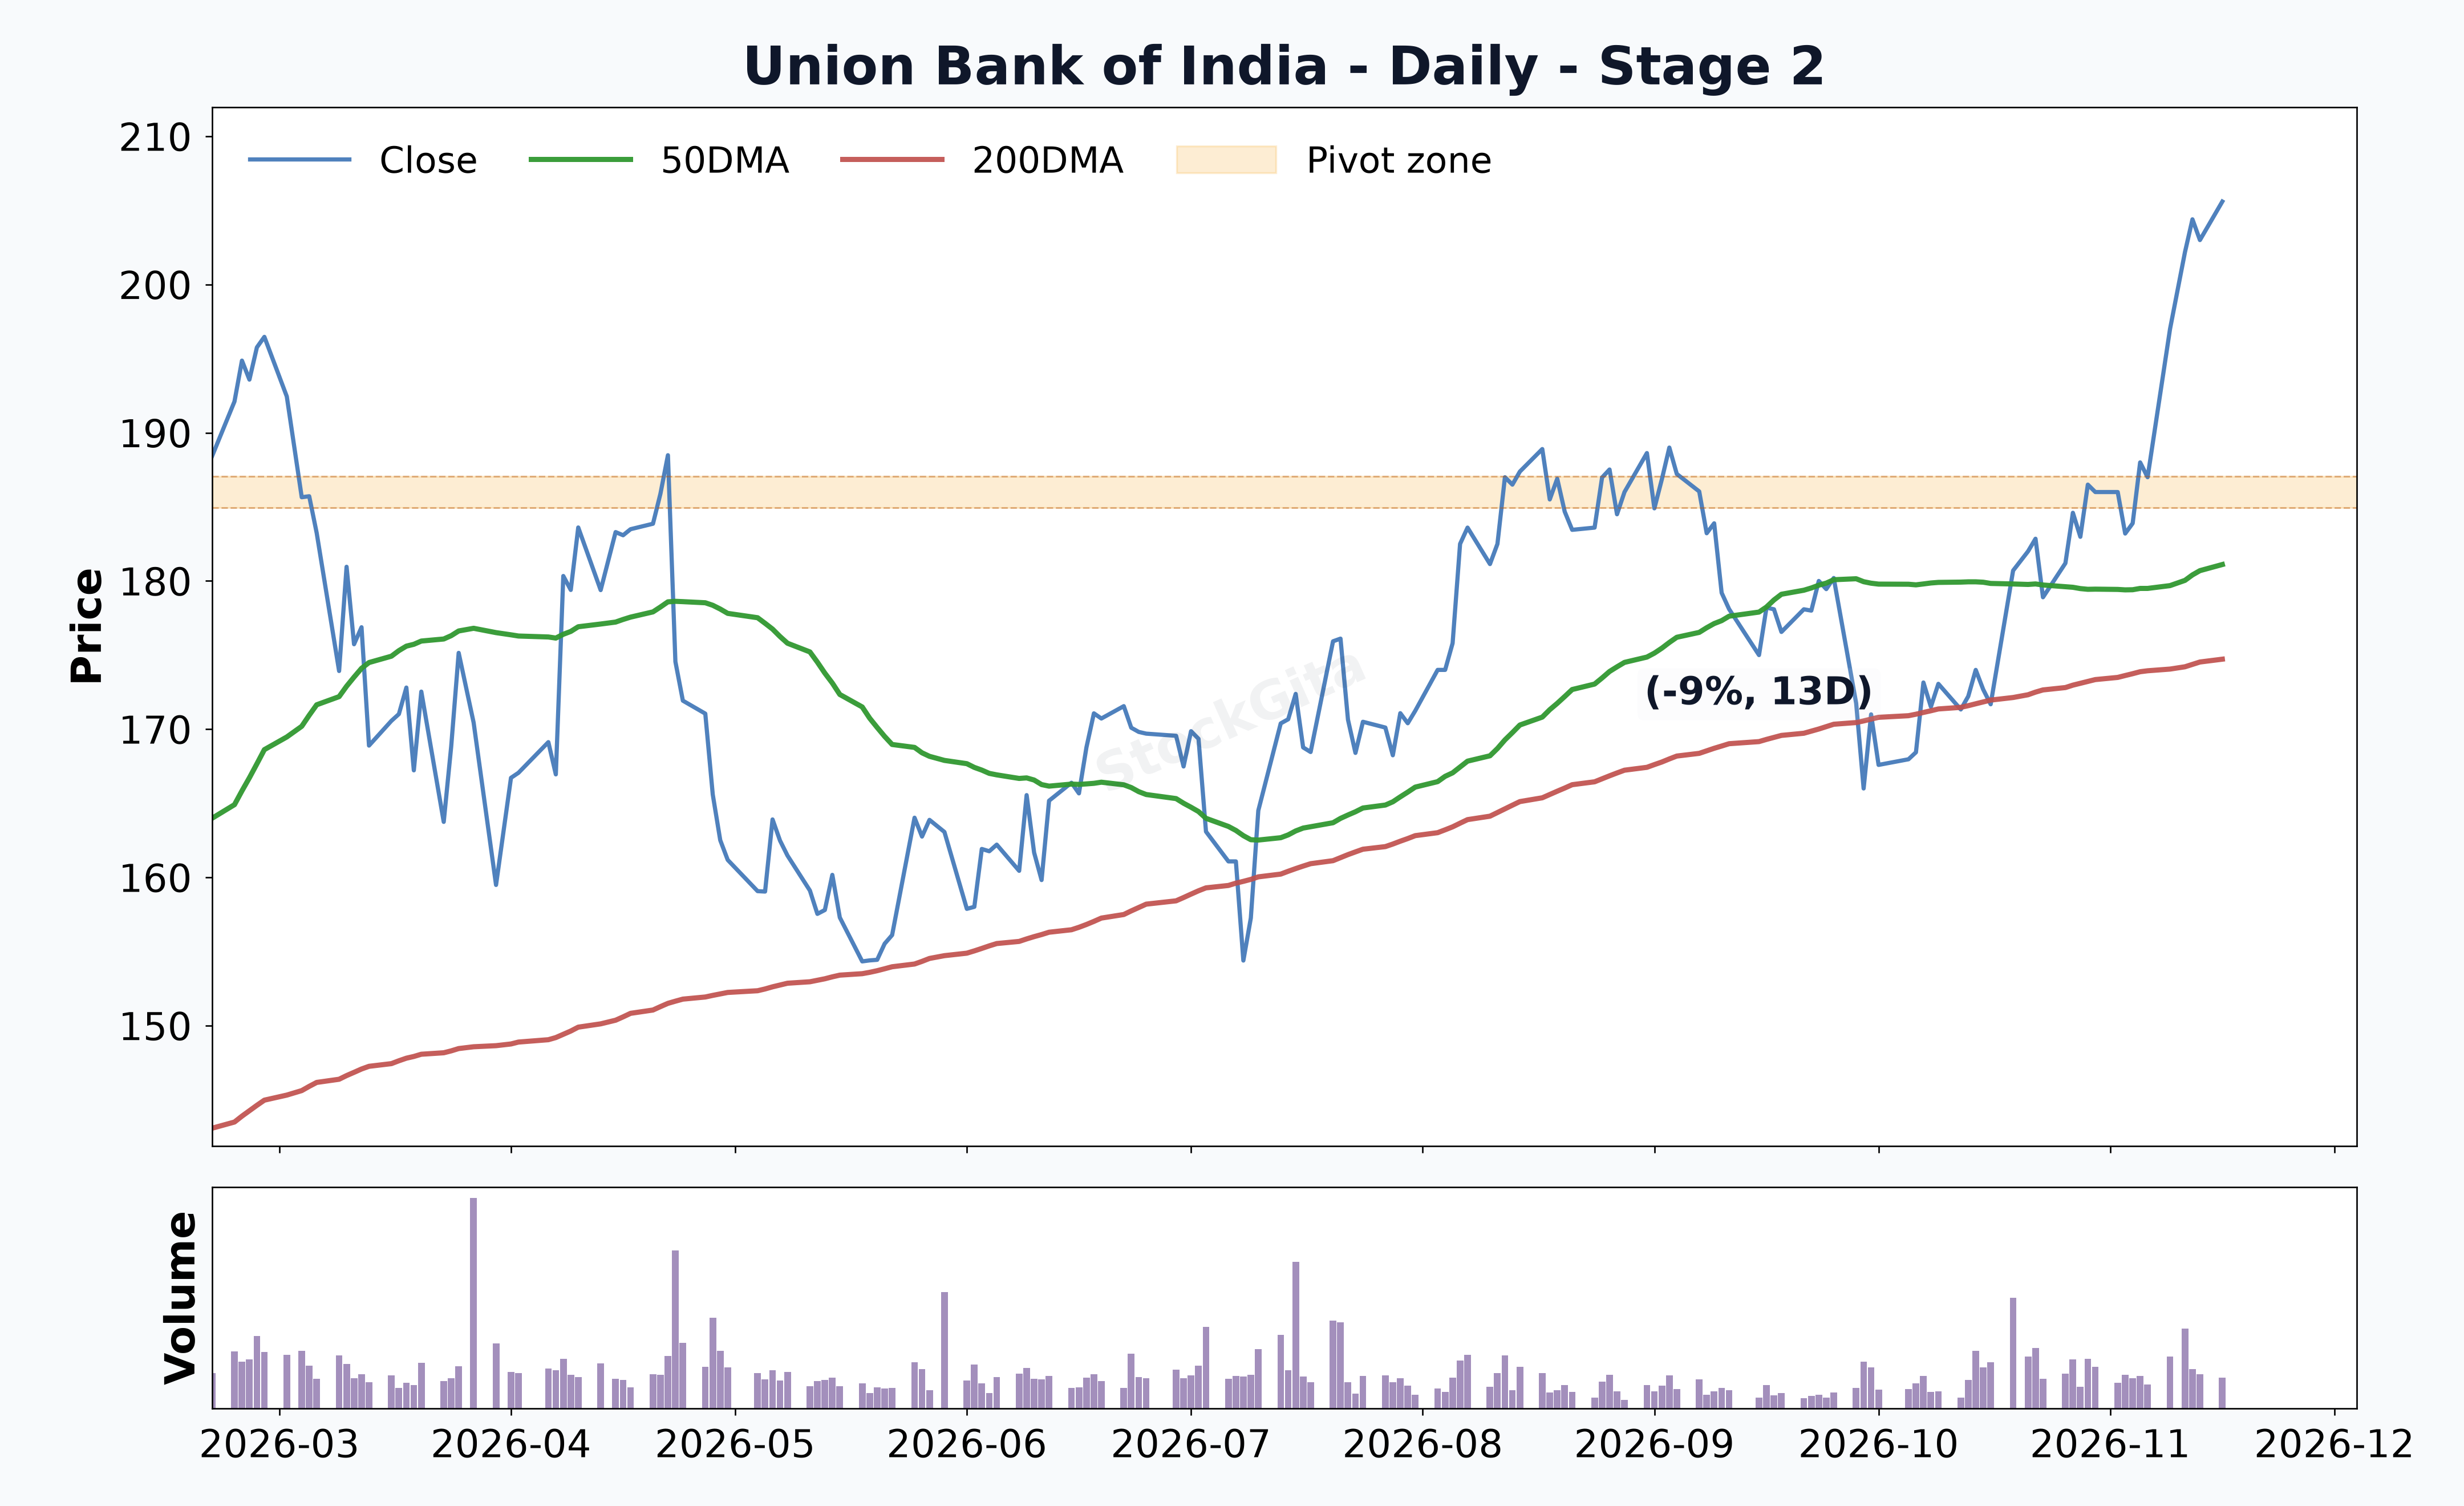 Union Bank of India - Daily - Stage 2
Close 50DMA 200DMA Pivot zone
Price
210
200
190
180
170
160
150
(-9%, 13D)
StockGita
Volume
2026-03 2026-04 2026-05 2026-06 2026-07 2026-08 2026-09 2026-10 2026-11 2026-12